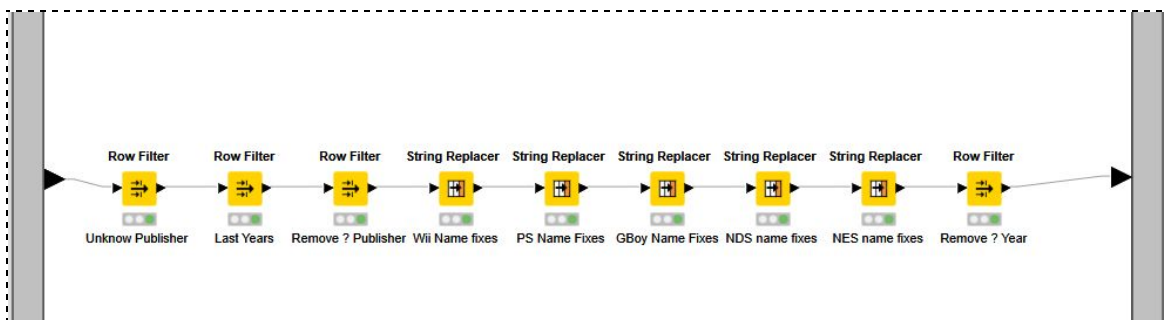 Row Filter Row Filter Row Filter String Replacer String Replacer String Replacer String Replacer String Replacer Row Filter
Unknow Publisher Last Years Remove ? Publisher Wii Name fixes PS Name Fixes GBoy Name Fixes NDS name fixes NES name fixes Remove ? Year